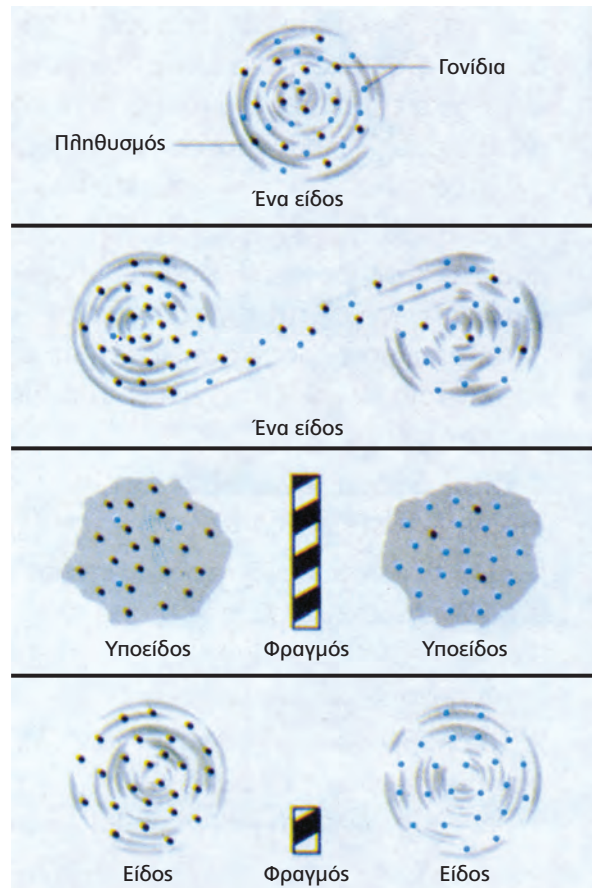 Γονίδια
Πληθυσμός
Ένα είδος
Ένα είδος
Υποείδος Φραγμός Υποείδος
Είδος Φραγμός Είδος